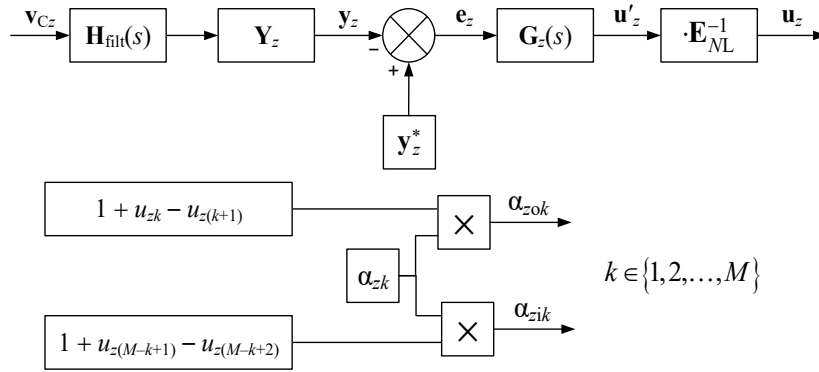 v_Cz
H_filt(s)
Y_z
y_z
−
+
e_z
G_z(s)
u'_z
·E_NL^−1
u_z
y_z^*
1 + u_zk − u_z(k+1)
×
α_zok
α_zk
k ∈ {1, 2, …, M}
1 + u_z(M−k+1) − u_z(M−k+2)
×
α_zik